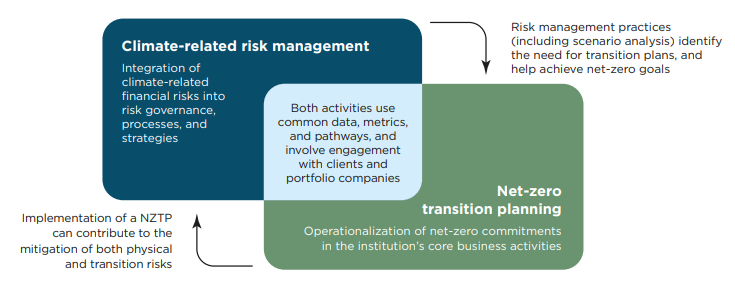 Climate-related risk management
Integration of
climate-related
financial risks into
risk governance,
processes, and
strategies
Risk management practices
(including scenario analysis) identify
the need for transition plans, and
help achieve net-zero goals
Both activities use
common data, metrics,
and pathways, and
involve engagement
with clients and
portfolio companies
Net-zero
transition planning
Operationalization of net-zero commitments
in the institution's core business activities
Implementation of a NZTP
can contribute to the
mitigation of both physical
and transition risks